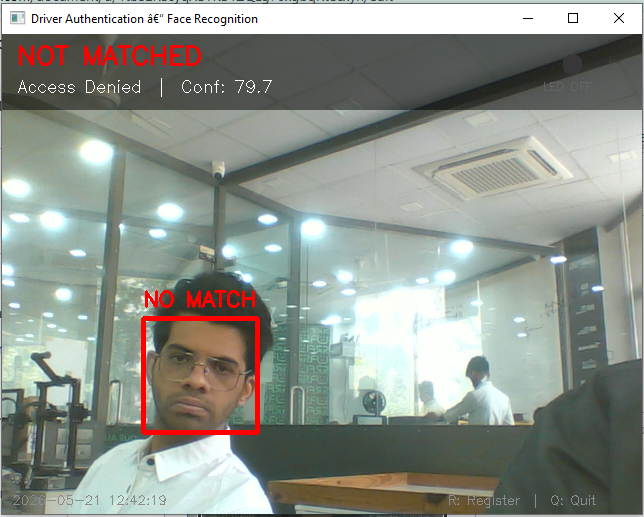 Driver Authentication â€” Face Recognition
NOT MATCHED
Access Denied | Conf: 79.7
LED OFF
NO MATCH
2026-05-21 12:42:19
R: Register | Q: Quit